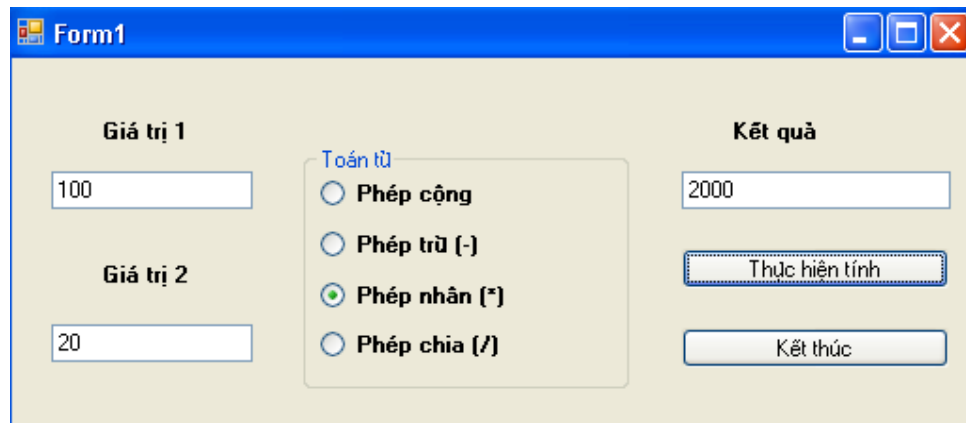 Form1
Giá trị 1
100
Giá trị 2
20
Toán tử
Phép cộng
Phép trừ (-)
Phép nhân (*)
Phép chia (/)
Kết quả
2000
Thực hiện tính
Kết thúc